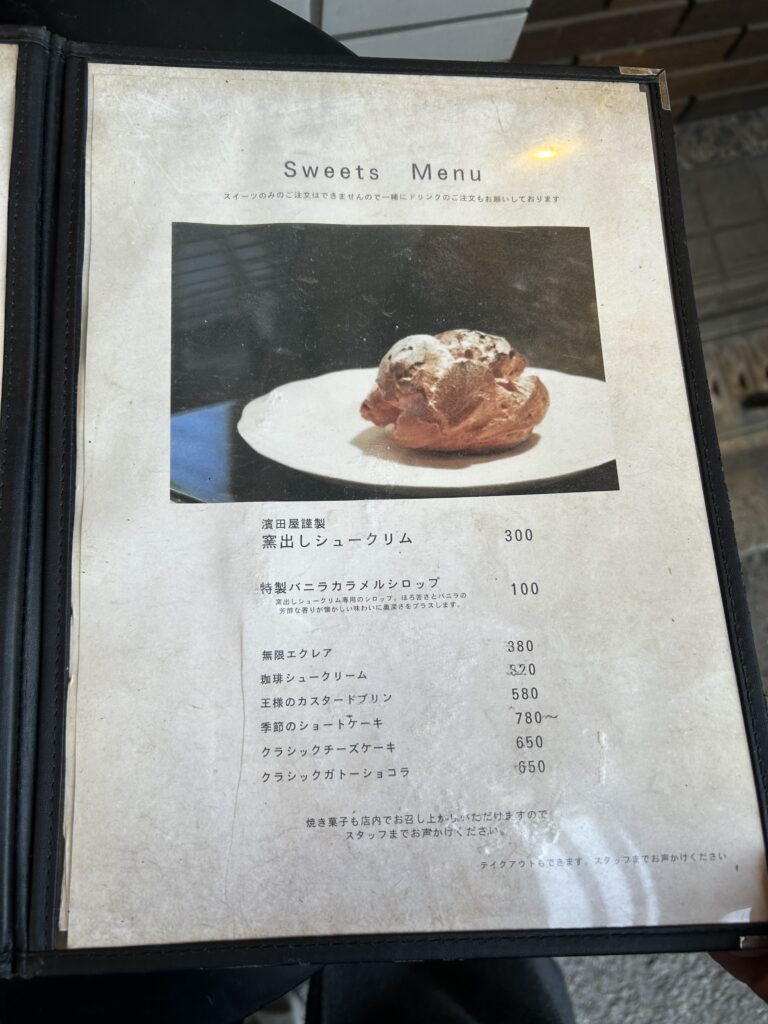 Sweets Menu
スイーツのみのご注文はできませんので一緒にドリンクのご注文もお願いしております
濱田屋謹製
窯出しシュークリム 300
特製バニラカラメルシロップ 100
窯出しシュークリム専用のシロップ。ほろ苦さとバニラの
芳醇な香りが懐かしい味わいに奥深さをプラスします。
無限エクレア 380
珈琲シュークリーム 320
王様のカスタードプリン 580
季節のショートケーキ 780〜
クラシックチーズケーキ 650
クラシックガトーショコラ 650
焼き菓子も店内でお召し上がりいただけますので
スタッフまでお声かけください。
テイクアウトもできます。スタッフまでお声かけください